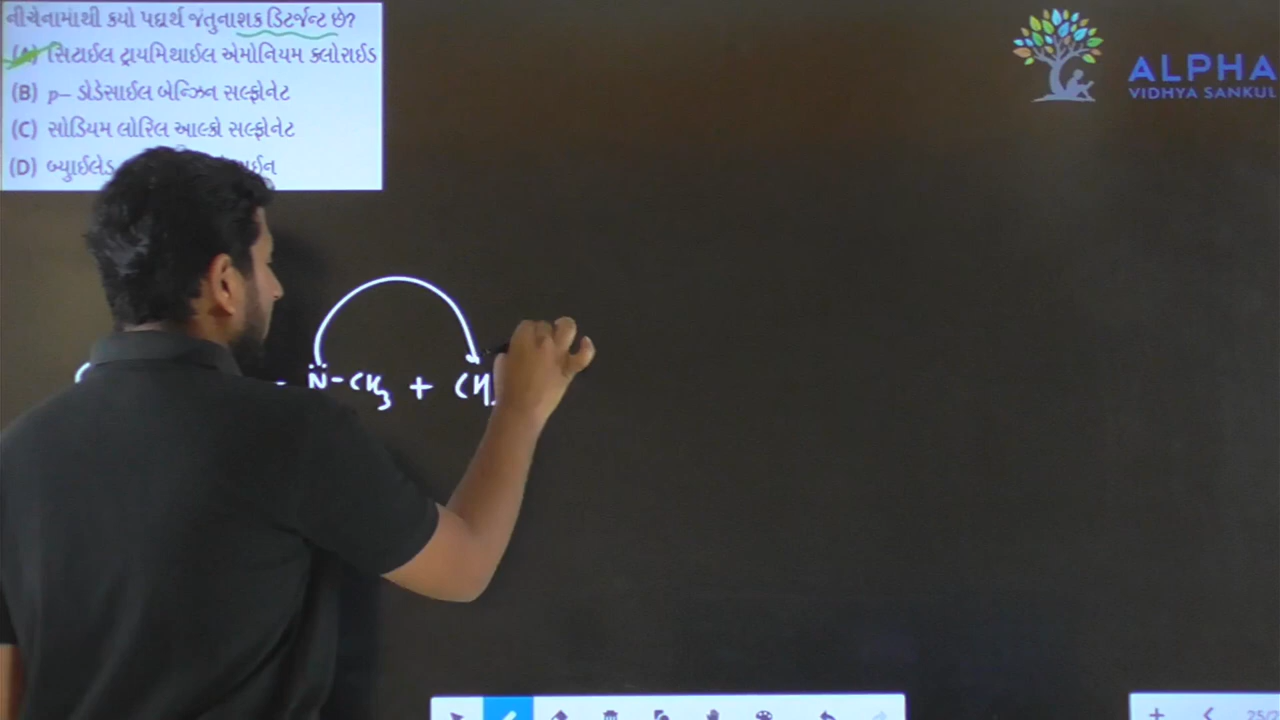 નીચેનામાંથી કયો પદાર્થ જંતુનાશક ડિટર્જન્ટ છે?
(A) સિટાઈલ ટ્રાયમિથાઈલ એમોનિયમ ક્લોરાઈડ
(B) p– ડોડેસાઈલ બેન્ઝિન સલ્ફોનેટ
(C) સોડિયમ લોરિલ આલ્કો સલ્ફોનેટ
(D)
ALPHA
VIDHYA SANKUL
N̈-CH3 + CH